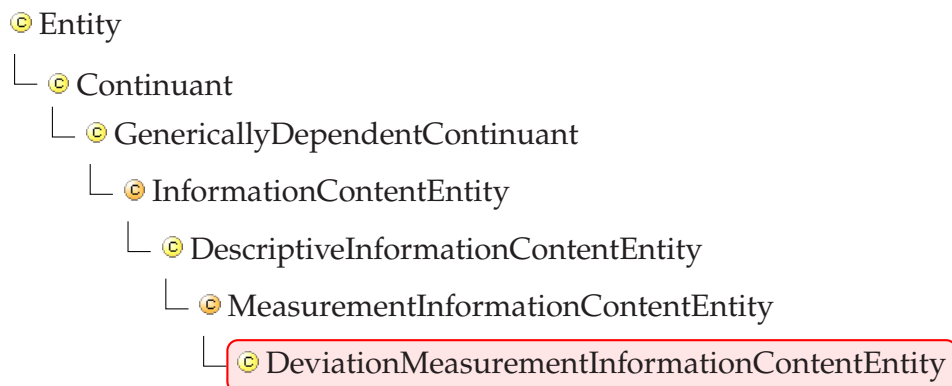 © Entity
© Continuant
© GenericallyDependentContinuant
© InformationContentEntity
© DescriptiveInformationContentEntity
© MeasurementInformationContentEntity
© DeviationMeasurementInformationContentEntity